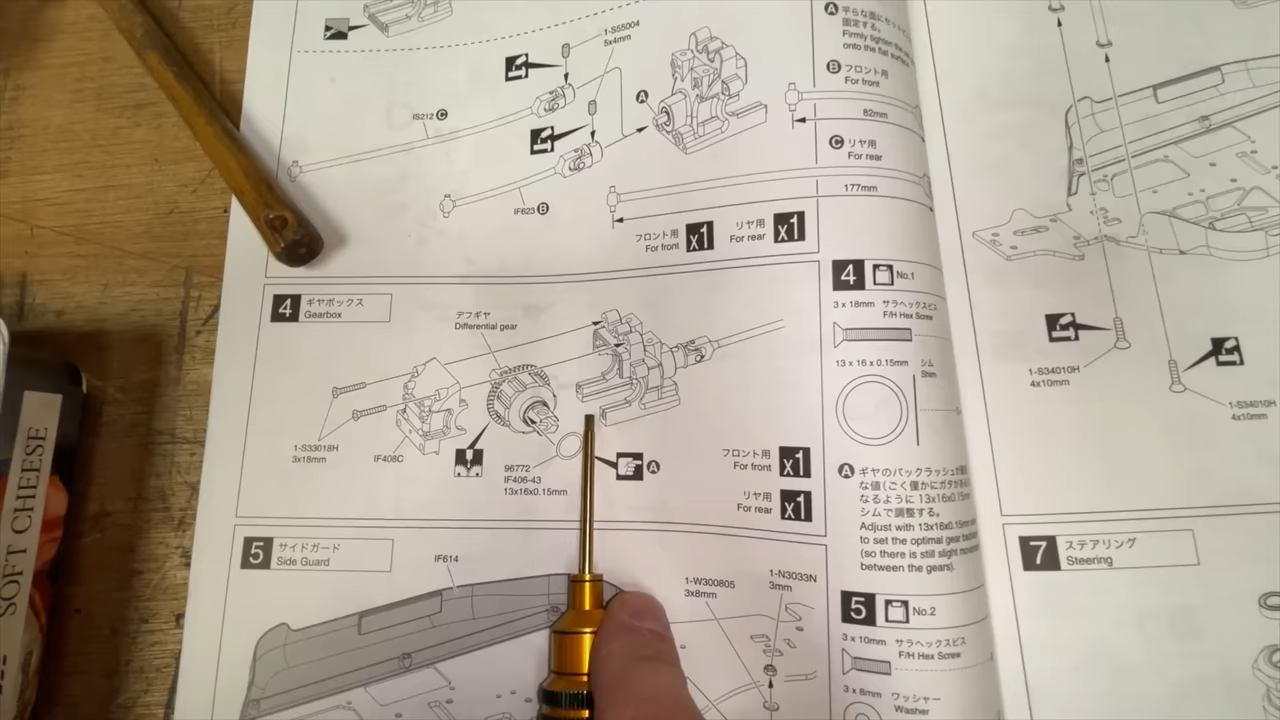 1-S55004
5x4mm
IS212 C
A
IF623 B
フロント用
For front
x1
リヤ用
For rear
x1
A
固定する。
Firmly tighten the
onto the flat
B フロント用
For front
82mm
C リヤ用
For rear
177mm
4 ギヤボックス
Gearbox
デフギヤ
Differential gear
1-S33018H
3x18mm
IF408C
96772
IF406-43
13x16x0.15mm
A
フロント用
For front
x1
リヤ用
For rear
x1
4 No.1
3 x 18mm サラヘックスビス
F/H Hex Screw
13 x 16 x 0.15mm シム
Shim
A ギヤのバックラッシュが
な値(ごく僅かにガタが
なるように 13x16x0.15mm
シムで調整する。
Adjust with 13x16x0.15mm
to set the optimal gear
(so there is still slight
between the gears).
5 サイドガード
Side Guard
IF614
1-W300805
3x8mm
1-N3033N
3mm
5 No.2
3 x 10mm サラヘックスビス
F/H Hex Screw
3 x 8mm ワッシャー
Washer
1-S34010H
4x10mm
1-S34010H
4x10mm
7 ステアリング
Steering
SOFT CHEESE